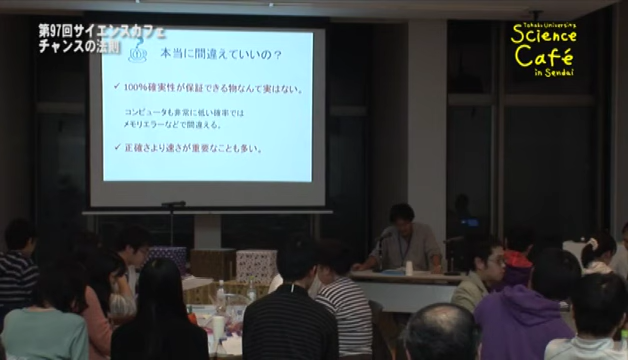 第97回サイエンスカフェ
チャンスの法則
Tohoku University
Science
Café
in Sendai
本当に間違えていいの？
✓ 100%確実性が保証できる物なんて実はない。
コンピュータも非常に低い確率では
メモリエラーなどで間違える。
✓ 正確さより速さが重要なことも多い。